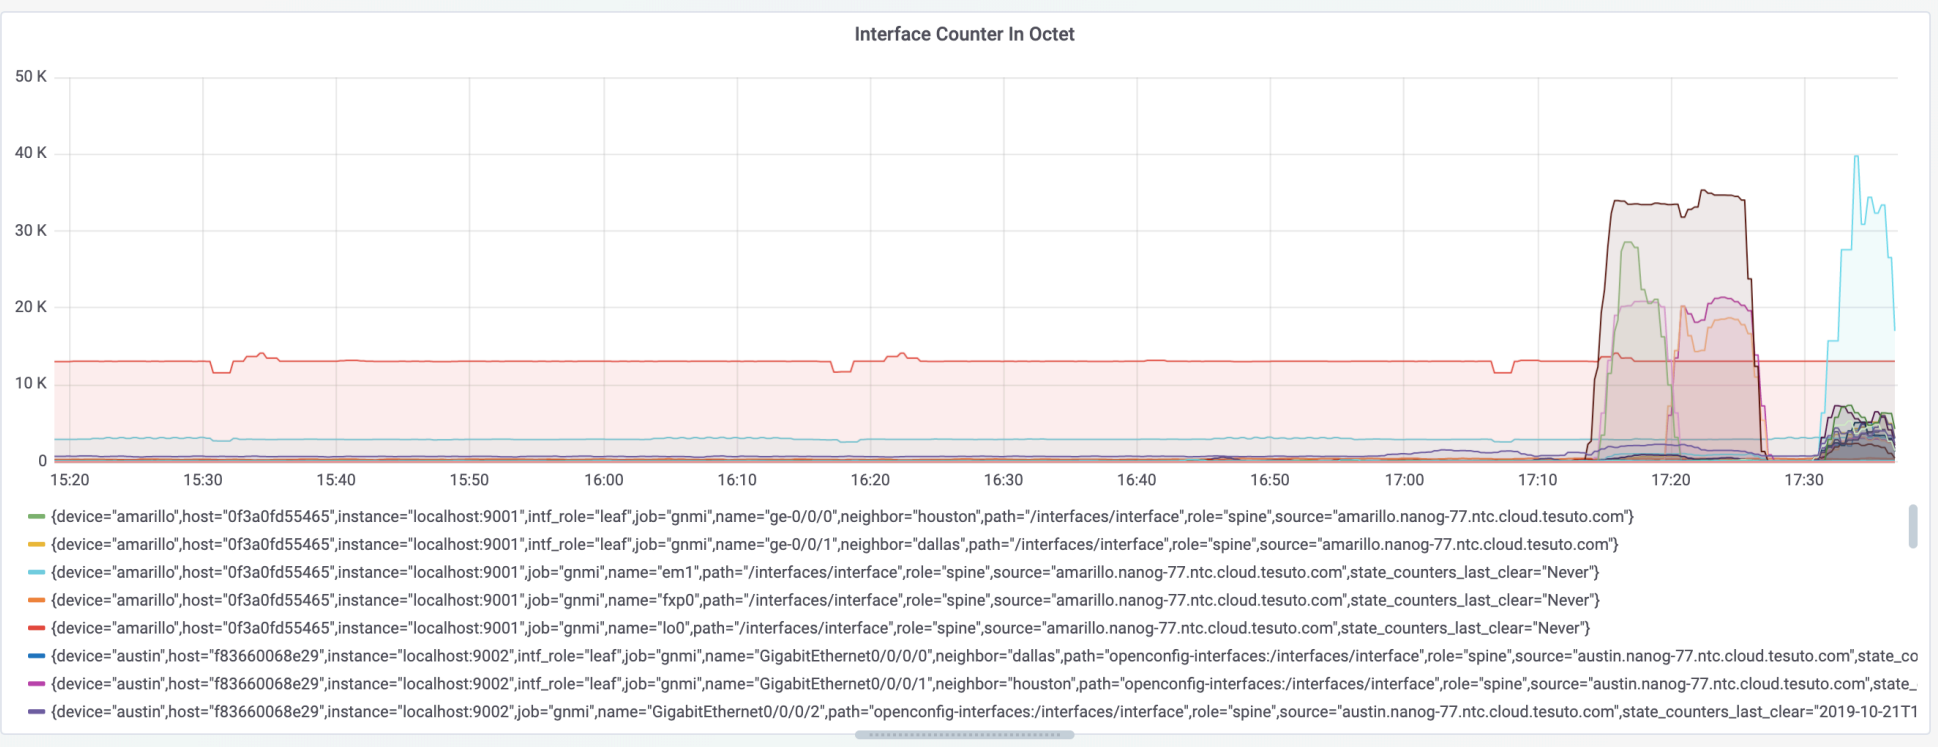 Interface Counter In Octet
50 K
40 K
30 K
20 K
10 K
0
15:20 15:30 15:40 15:50 16:00 16:10 16:20 16:30 16:40 16:50 17:00 17:10 17:20 17:30
{device="amarillo",host="0f3a0fd55465",instance="localhost:9001",intf_role="leaf",job="gnmi",name="ge-0/0/0",neighbor="houston",path="/interfaces/interface",role="spine",source="amarillo.nanog-77.ntc.cloud.tesuto.com"}
{device="amarillo",host="0f3a0fd55465",instance="localhost:9001",intf_role="leaf",job="gnmi",name="ge-0/0/1",neighbor="dallas",path="/interfaces/interface",role="spine",source="amarillo.nanog-77.ntc.cloud.tesuto.com"}
{device="amarillo",host="0f3a0fd55465",instance="localhost:9001",job="gnmi",name="em1",path="/interfaces/interface",role="spine",source="amarillo.nanog-77.ntc.cloud.tesuto.com",state_counters_last_clear="Never"}
{device="amarillo",host="0f3a0fd55465",instance="localhost:9001",job="gnmi",name="fxp0",path="/interfaces/interface",role="spine",source="amarillo.nanog-77.ntc.cloud.tesuto.com",state_counters_last_clear="Never"}
{device="amarillo",host="0f3a0fd55465",instance="localhost:9001",job="gnmi",name="lo0",path="/interfaces/interface",role="spine",source="amarillo.nanog-77.ntc.cloud.tesuto.com",state_counters_last_clear="Never"}
{device="austin",host="f83660068e29",instance="localhost:9002",intf_role="leaf",job="gnmi",name="GigabitEthernet0/0/0/0",neighbor="dallas",path="openconfig-interfaces:/interfaces/interface",role="spine",source="austin.nanog-77.ntc.cloud.tesuto.com",state_co
{device="austin",host="f83660068e29",instance="localhost:9002",intf_role="leaf",job="gnmi",name="GigabitEthernet0/0/0/1",neighbor="houston",path="openconfig-interfaces:/interfaces/interface",role="spine",source="austin.nanog-77.ntc.cloud.tesuto.com",state_
{device="austin",host="f83660068e29",instance="localhost:9002",job="gnmi",name="GigabitEthernet0/0/0/2",path="openconfig-interfaces:/interfaces/interface",role="spine",source="austin.nanog-77.ntc.cloud.tesuto.com",state_counters_last_clear="2019-10-21T1